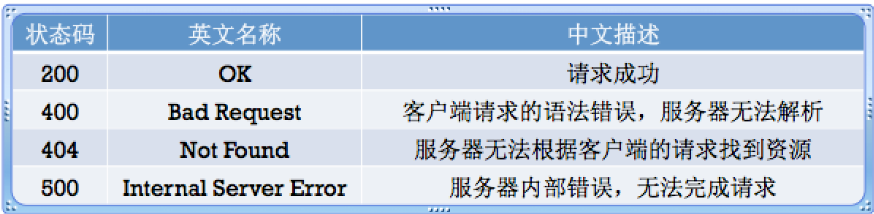 状态码 英文名称 中文描述
200 OK 请求成功
400 Bad Request 客户端请求的语法错误，服务器无法解析
404 Not Found 服务器无法根据客户端的请求找到资源
500 Internal Server Error 服务器内部错误，无法完成请求